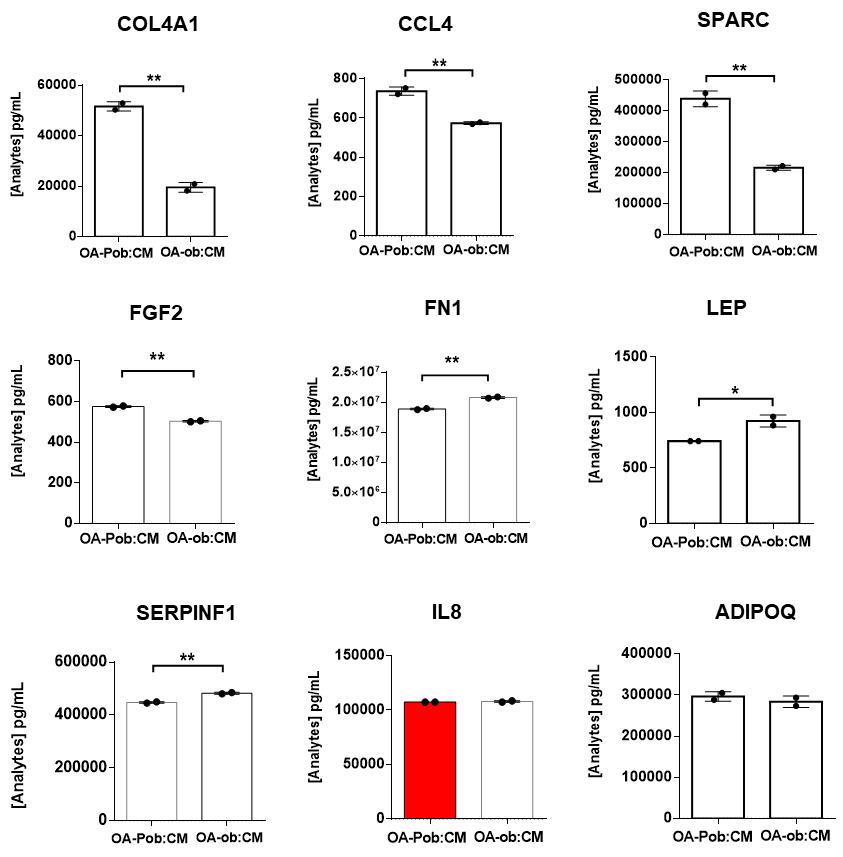 COL4A1
CCL4
SPARC
[Analytes] pg/mL
60000
40000
20000
0
**
OA-Pob:CM OA-ob:CM
[Analytes] pg/mL
800
600
400
200
0
**
OA-Pob:CM OA-ob:CM
[Analytes] pg/mL
500000
400000
300000
200000
100000
0
**
OA-Pob:CM OA-ob:CM
FGF2
FN1
LEP
[Analytes] pg/mL
800
600
400
200
0
**
OA-Pob:CM OA-ob:CM
[Analytes] pg/mL
2.5×10⁷
2.0×10⁷
1.5×10⁷
1.0×10⁷
5.0×10⁶
0
**
OA-Pob:CM OA-ob:CM
[Analytes] pg/mL
1500
1000
500
0
*
OA-Pob:CM OA-ob:CM
SERPINF1
IL8
ADIPOQ
[Analytes] pg/mL
600000
400000
200000
0
**
OA-Pob:CM OA-ob:CM
[Analytes] pg/mL
150000
100000
50000
0
OA-Pob:CM OA-ob:CM
[Analytes] pg/mL
400000
300000
200000
100000
0
OA-Pob:CM OA-ob:CM